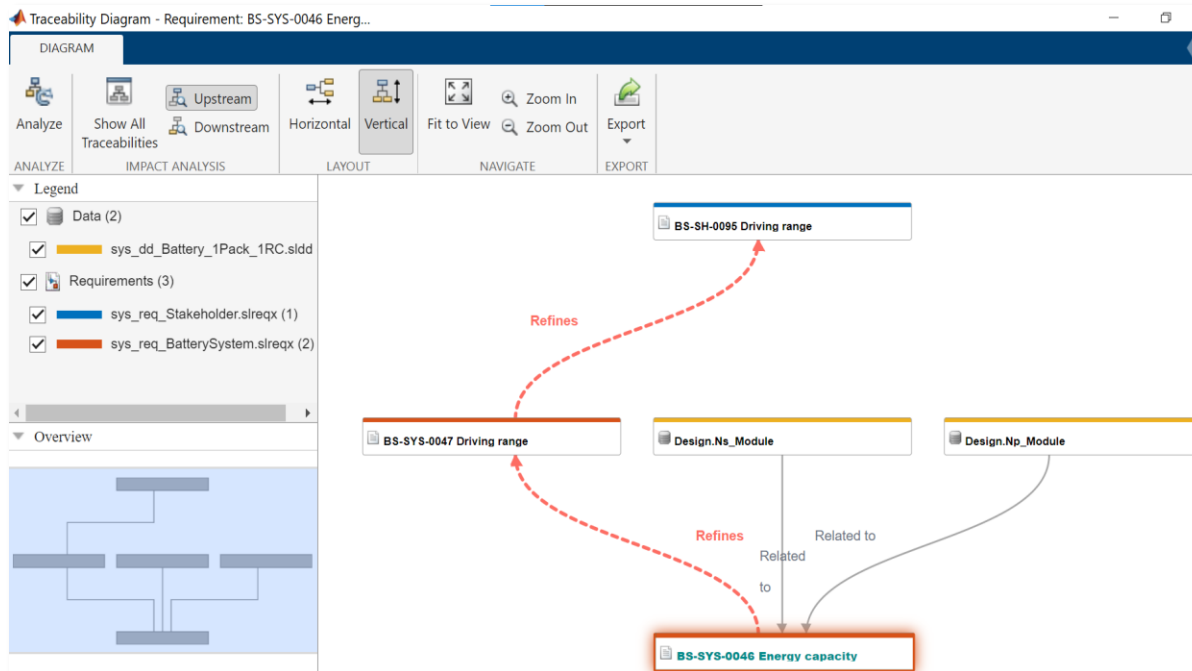 Traceability Diagram - Requirement: BS-SYS-0046 Energ...
DIAGRAM
Analyze
Show All
Traceabilities
Upstream
Downstream
Horizontal
Vertical
Fit to View
Zoom In
Zoom Out
Export
ANALYZE
IMPACT ANALYSIS
LAYOUT
NAVIGATE
EXPORT
Legend
Data (2)
sys_dd_Battery_1Pack_1RC.sldd
Requirements (3)
sys_req_Stakeholder.slreqx (1)
sys_req_BatterySystem.slreqx (2)
Overview
BS-SH-0095 Driving range
Refines
BS-SYS-0047 Driving range
Design.Ns_Module
Design.Np_Module
Refines
Related
to
Related to
BS-SYS-0046 Energy capacity